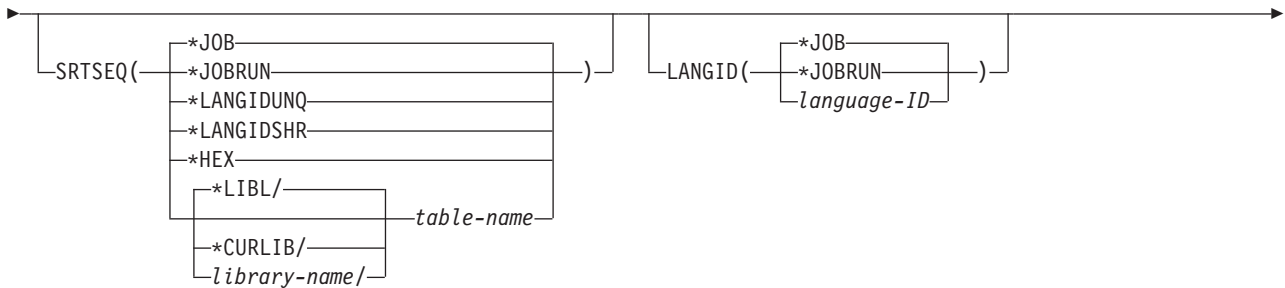 *JOB
SRTSEQ( *JOBRUN )
*LANGIDUNQ
*LANGIDSHR
*HEX
*LIBL/
table-name
*CURLIB/
library-name/
*JOB
LANGID( *JOBRUN )
language-ID